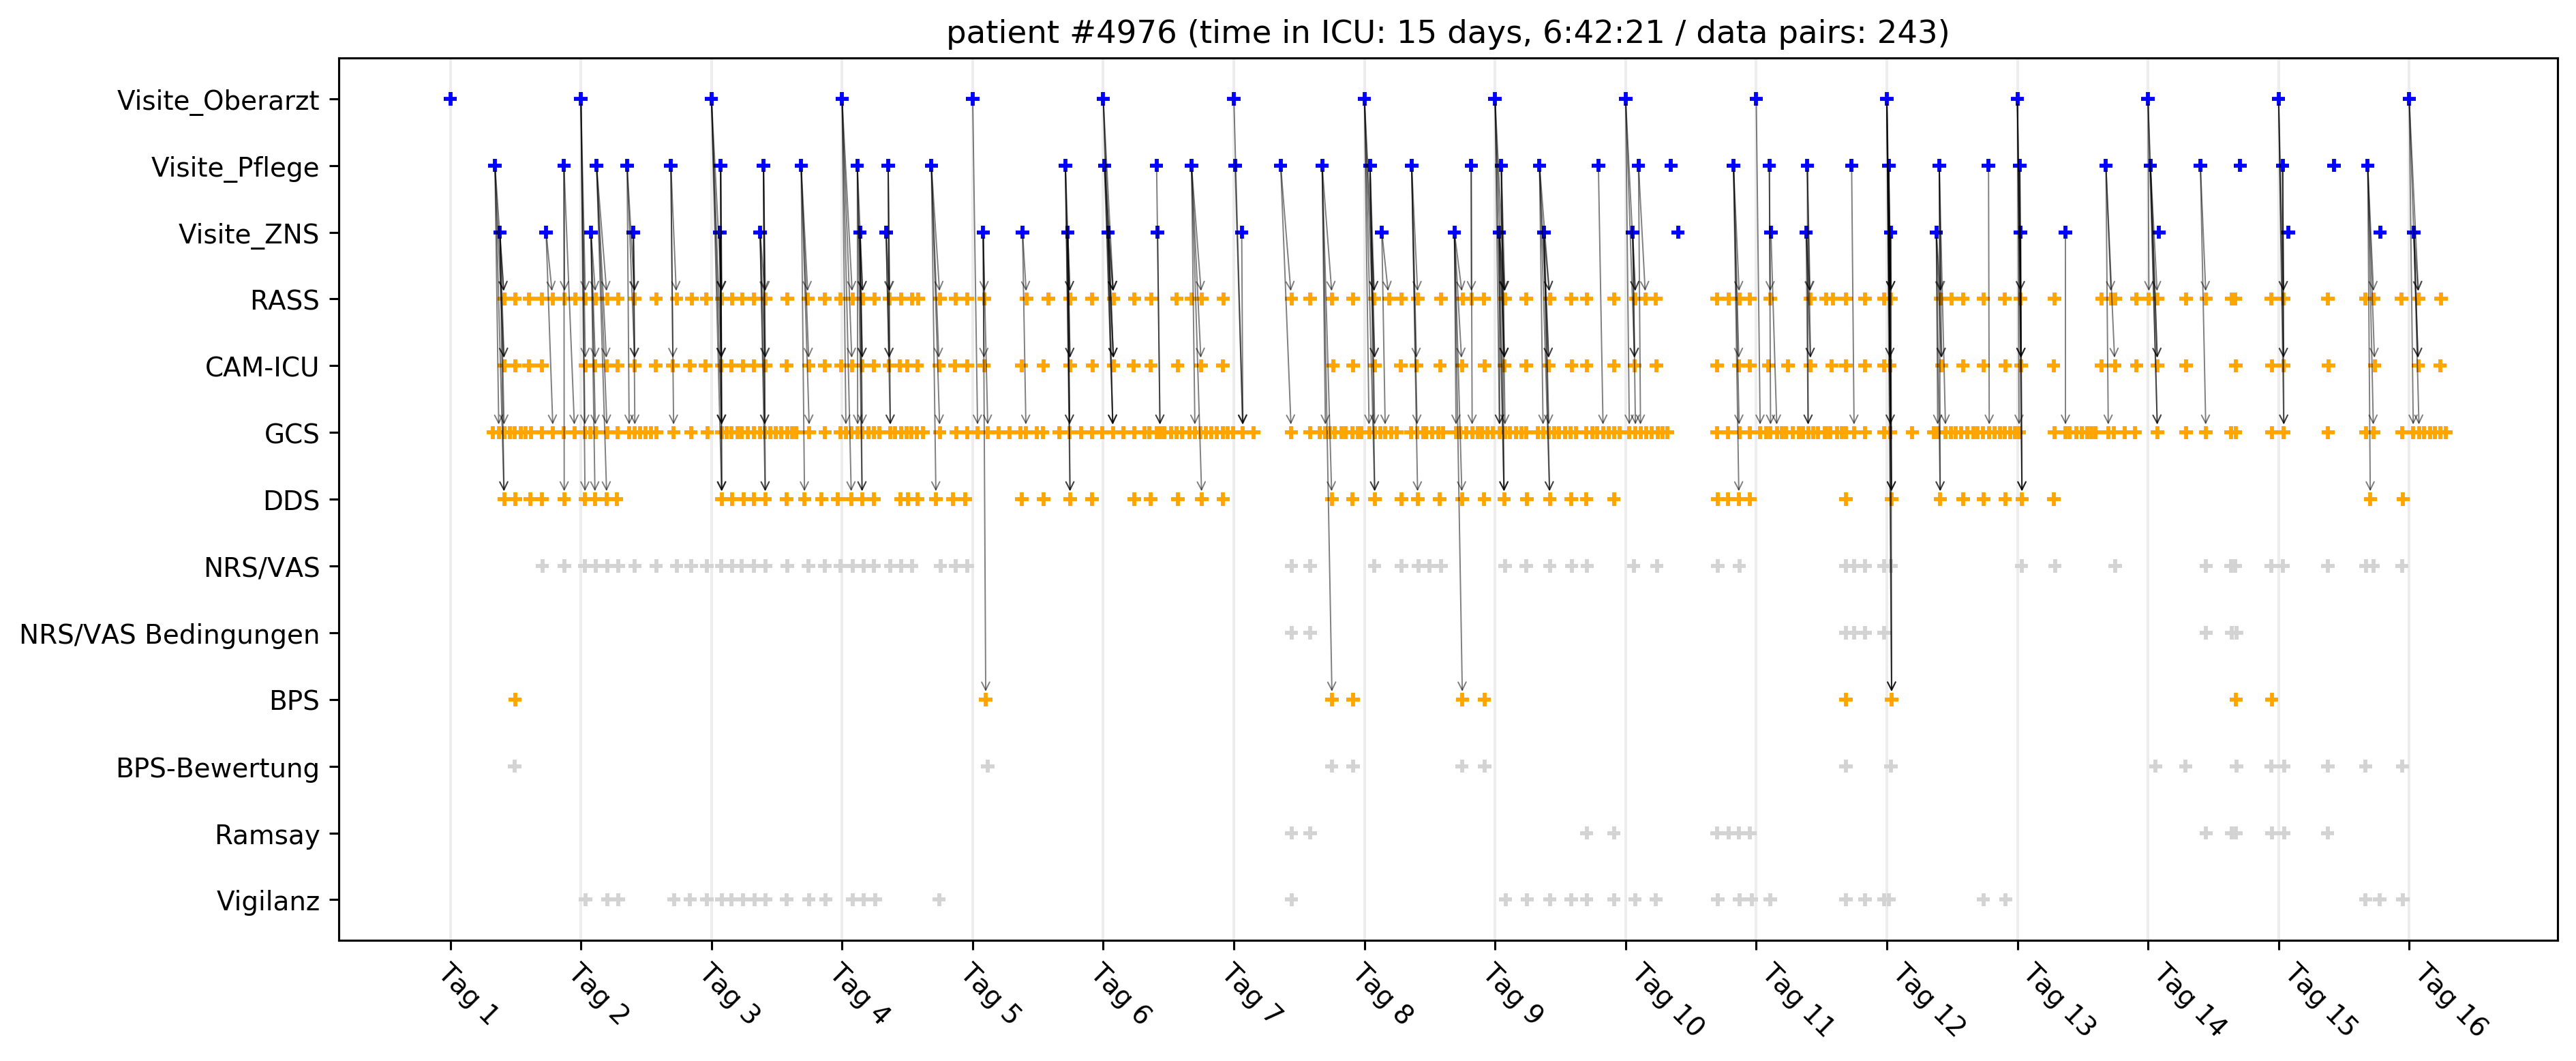 patient #4976 (time in ICU: 15 days, 6:42:21 / data pairs: 243)
Visite_Oberarzt
Visite_Pflege
Visite_ZNS
RASS
CAM-ICU
GCS
DDS
NRS/VAS
NRS/VAS Bedingungen
BPS
BPS-Bewertung
Ramsay
Vigilanz
Tag 1
Tag 2
Tag 3
Tag 4
Tag 5
Tag 6
Tag 7
Tag 8
Tag 9
Tag 10
Tag 11
Tag 12
Tag 13
Tag 14
Tag 15
Tag 16